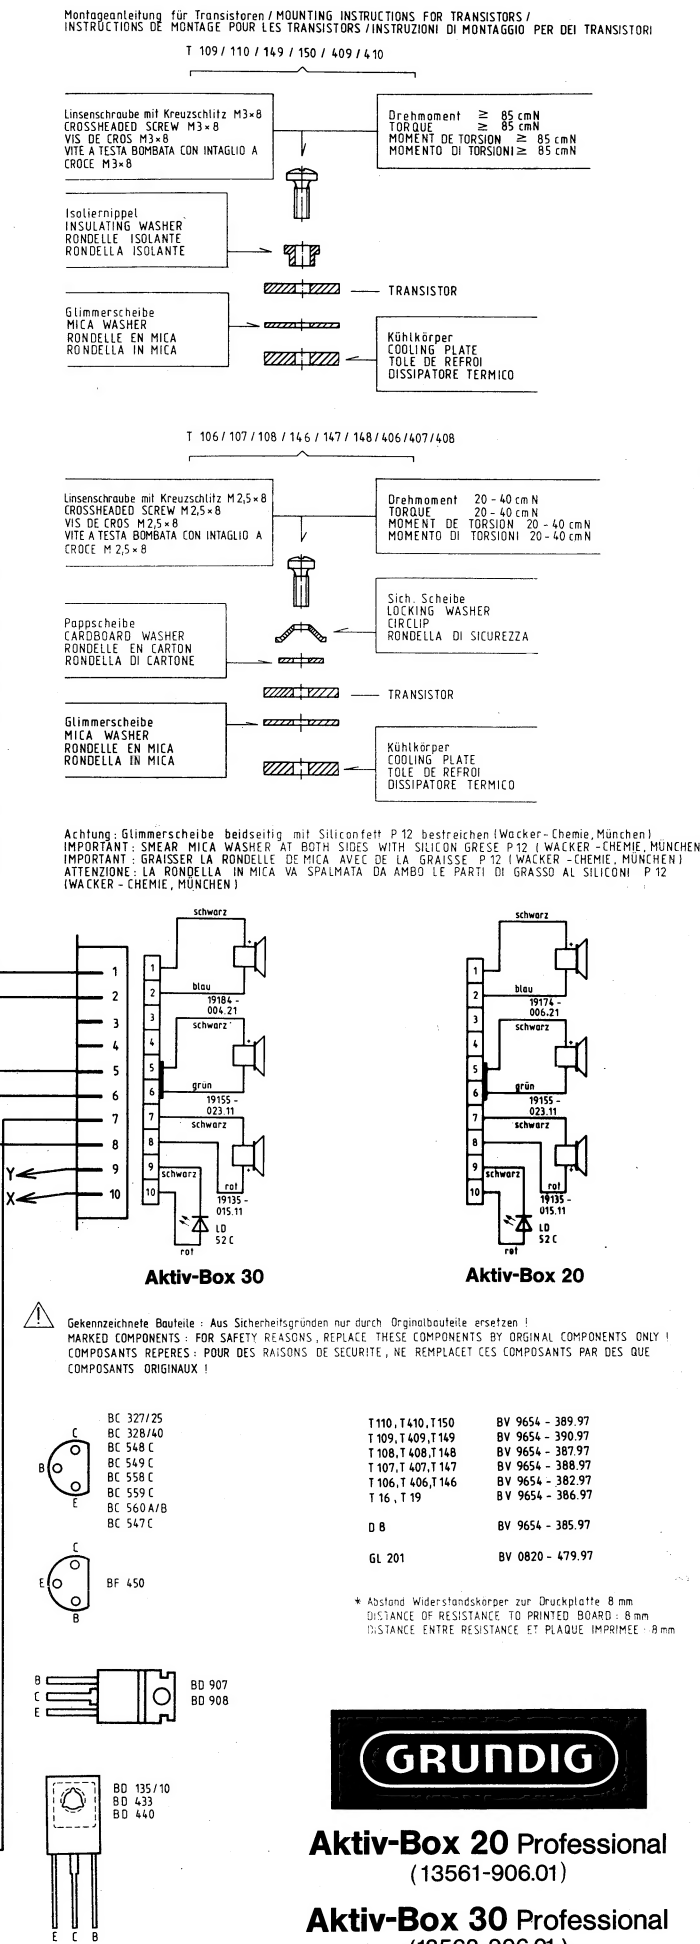 Montageanleitung für Transistoren / MOUNTING INSTRUCTIONS FOR TRANSISTORS /
INSTRUCTIONS DE MONTAGE POUR LES TRANSISTORS / INSTRUZIONI DI MONTAGGIO PER DEI TRANSISTORI
T 109 / 110 / 149 / 150 / 409 / 410
Linsenschraube mit Kreuzschlitz M3×8
CROSSHEADED SCREW M3×8
VIS DE CROS M3×8
VITE A TESTA BOMBATA CON INTAGLIO A
CROCE M3×8
Drehmoment ≥ 85 cmN
TORQUE ≥ 85 cmN
MOMENT DE TORSION ≥ 85 cmN
MOMENTO DI TORSIONI ≥ 85 cmN
Isoliernippel
INSULATING WASHER
RONDELLE ISOLANTE
RONDELLA ISOLANTE
TRANSISTOR
Glimmerscheibe
MICA WASHER
RONDELLE EN MICA
RONDELLA IN MICA
Kühlkörper
COOLING PLATE
TOLE DE REFROI
DISSIPATORE TERMICO
T 106 / 107 / 108 / 146 / 147 / 148 / 406 / 407 / 408
Linsenschraube mit Kreuzschlitz M2,5×8
CROSSHEADED SCREW M2,5×8
VIS DE CROS M2,5×8
VITE A TESTA BOMBATA CON INTAGLIO A
CROCE M 2,5×8
Drehmoment 20 - 40 cm N
TORQUE 20 - 40 cm N
MOMENT DE TORSION 20 - 40 cm N
MOMENTO DI TORSIONI 20 - 40 cm N
Sich. Scheibe
LOCKING WASHER
CIRCLIP
RONDELLA DI SICUREZZA
Pappscheibe
CARDBOARD WASHER
RONDELLE EN CARTON
RONDELLA DI CARTONE
TRANSISTOR
Glimmerscheibe
MICA WASHER
RONDELLE EN MICA
RONDELLA IN MICA
Kühlkörper
COOLING PLATE
TOLE DE REFROI
DISSIPATORE TERMICO
Achtung: Glimmerscheibe beidseitig mit Siliconfett P 12 bestreichen (Wacker-Chemie, München)
IMPORTANT: SMEAR MICA WASHER AT BOTH SIDES WITH SILICON GRESE P 12 ( WACKER - CHEMIE, MÜNCHEN
IMPORTANT : GRAISSER LA RONDELLE DE MICA AVEC DE LA GRAISSE P 12 ( WACKER - CHEMIE, MÜNCHEN)
ATTENZIONE: LA RONDELLA IN MICA VA SPALMATA DA AMBO LE PARTI DI GRASSO AL SILICONI P 12
(WACKER - CHEMIE, MÜNCHEN)
1
2
3
4
5
6
7
8
9
10
Y
X
1
2
3
4
5
6
7
8
9
10
schwarz
+
blau
19184 -
004.21
schwarz
+
grün
19155 -
023.11
schwarz
+
rot
19135 -
015.11
schwarz
LD
52 C
rot
Aktiv-Box 30
1
2
3
4
5
6
7
8
9
10
schwarz
+
blau
19174 -
006.21
schwarz
+
grün
19155 -
023.11
schwarz
+
rot
19135 -
015.11
schwarz
LD
52 C
rot
Aktiv-Box 20
!
Gekennzeichnete Bauteile : Aus Sicherheitsgründen nur durch Orginalbauteile ersetzen !
MARKED COMPONENTS : FOR SAFETY REASONS, REPLACE THESE COMPONENTS BY ORGINAL COMPONENTS ONLY !
COMPOSANTS REPERES : POUR DES RAISONS DE SECURITE, NE REMPLACET CES COMPOSANTS PAR DES QUE
COMPOSANTS ORIGINAUX !
C
B
E
BC 327/25
BC 328/40
BC 548 C
BC 549 C
BC 558 C
BC 559 C
BC 560 A/B
BC 547 C
T 110, T 410, T 150 BV 9654 - 389.97
T 109, T 409, T 149 BV 9654 - 390.97
T 108, T 408, T 148 BV 9654 - 387.97
T 107, T 407, T 147 BV 9654 - 388.97
T 106, T 406, T 146 BV 9654 - 382.97
T 16, T 19 BV 9654 - 386.97
D 8 BV 9654 - 385.97
GL 201 BV 0820 - 479.97
C
E
B
BF 450
* Abstand Widerstandskörper zur Druckplatte 8 mm
DISTANCE OF RESISTANCE TO PRINTED BOARD : 8 mm
DISTANCE ENTRE RESISTANCE ET PLAQUE IMPRIMEE : 8 mm
B
C
E
BD 907
BD 908
BD 135/10
BD 433
BD 440
E C B
GRUNDIG
Aktiv-Box 20 Professional
(13561-906.01)
Aktiv-Box 30 Professional